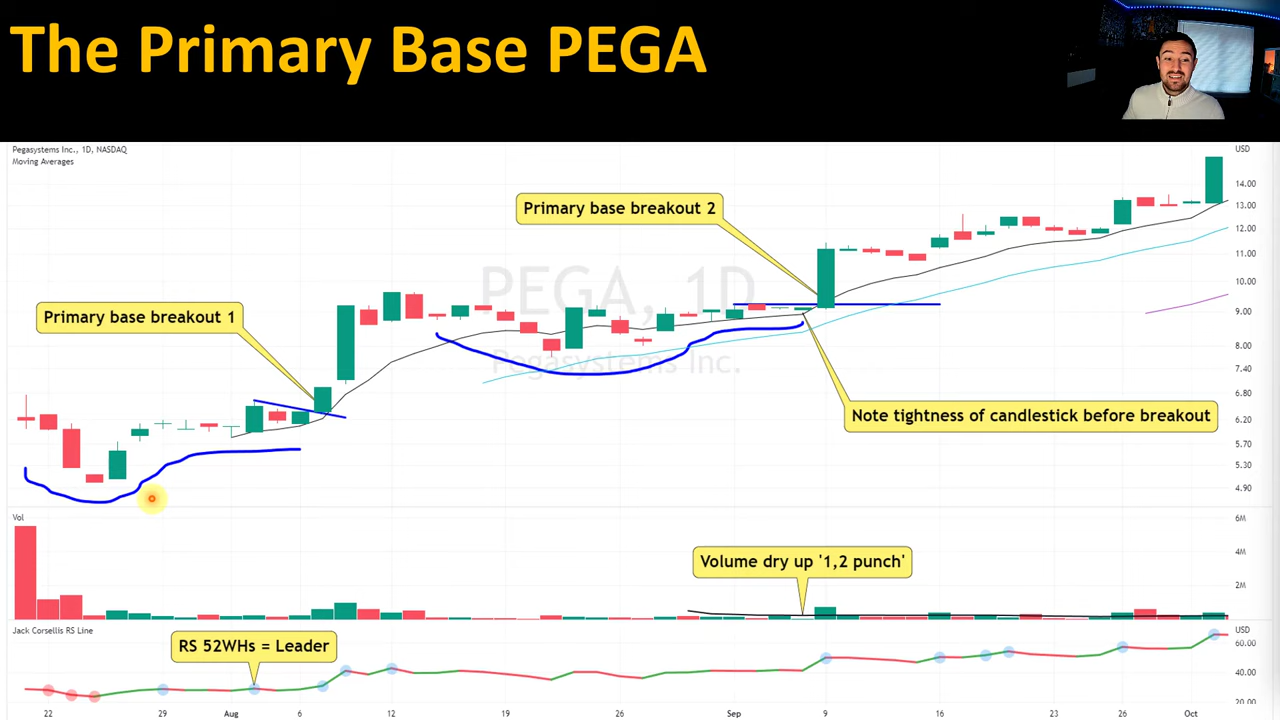 The Primary Base PEGA
Pegasystems Inc., 1D, NASDAQ
Moving Averages
USD
14.00
13.00
12.00
11.00
10.00
9.00
8.00
7.40
6.80
6.20
5.70
5.30
4.90
PEGA, 1D
Pegasystems Inc.
Primary base breakout 2
Primary base breakout 1
Note tightness of candlestick before breakout
Vol
6M
4M
2M
Volume dry up '1,2 punch'
Jack Corsellis RS Line
USD
60.00
40.00
20.00
RS 52WHs = Leader
22 29 Aug 6 12 19 26 Sep 9 16 23 26 Oct